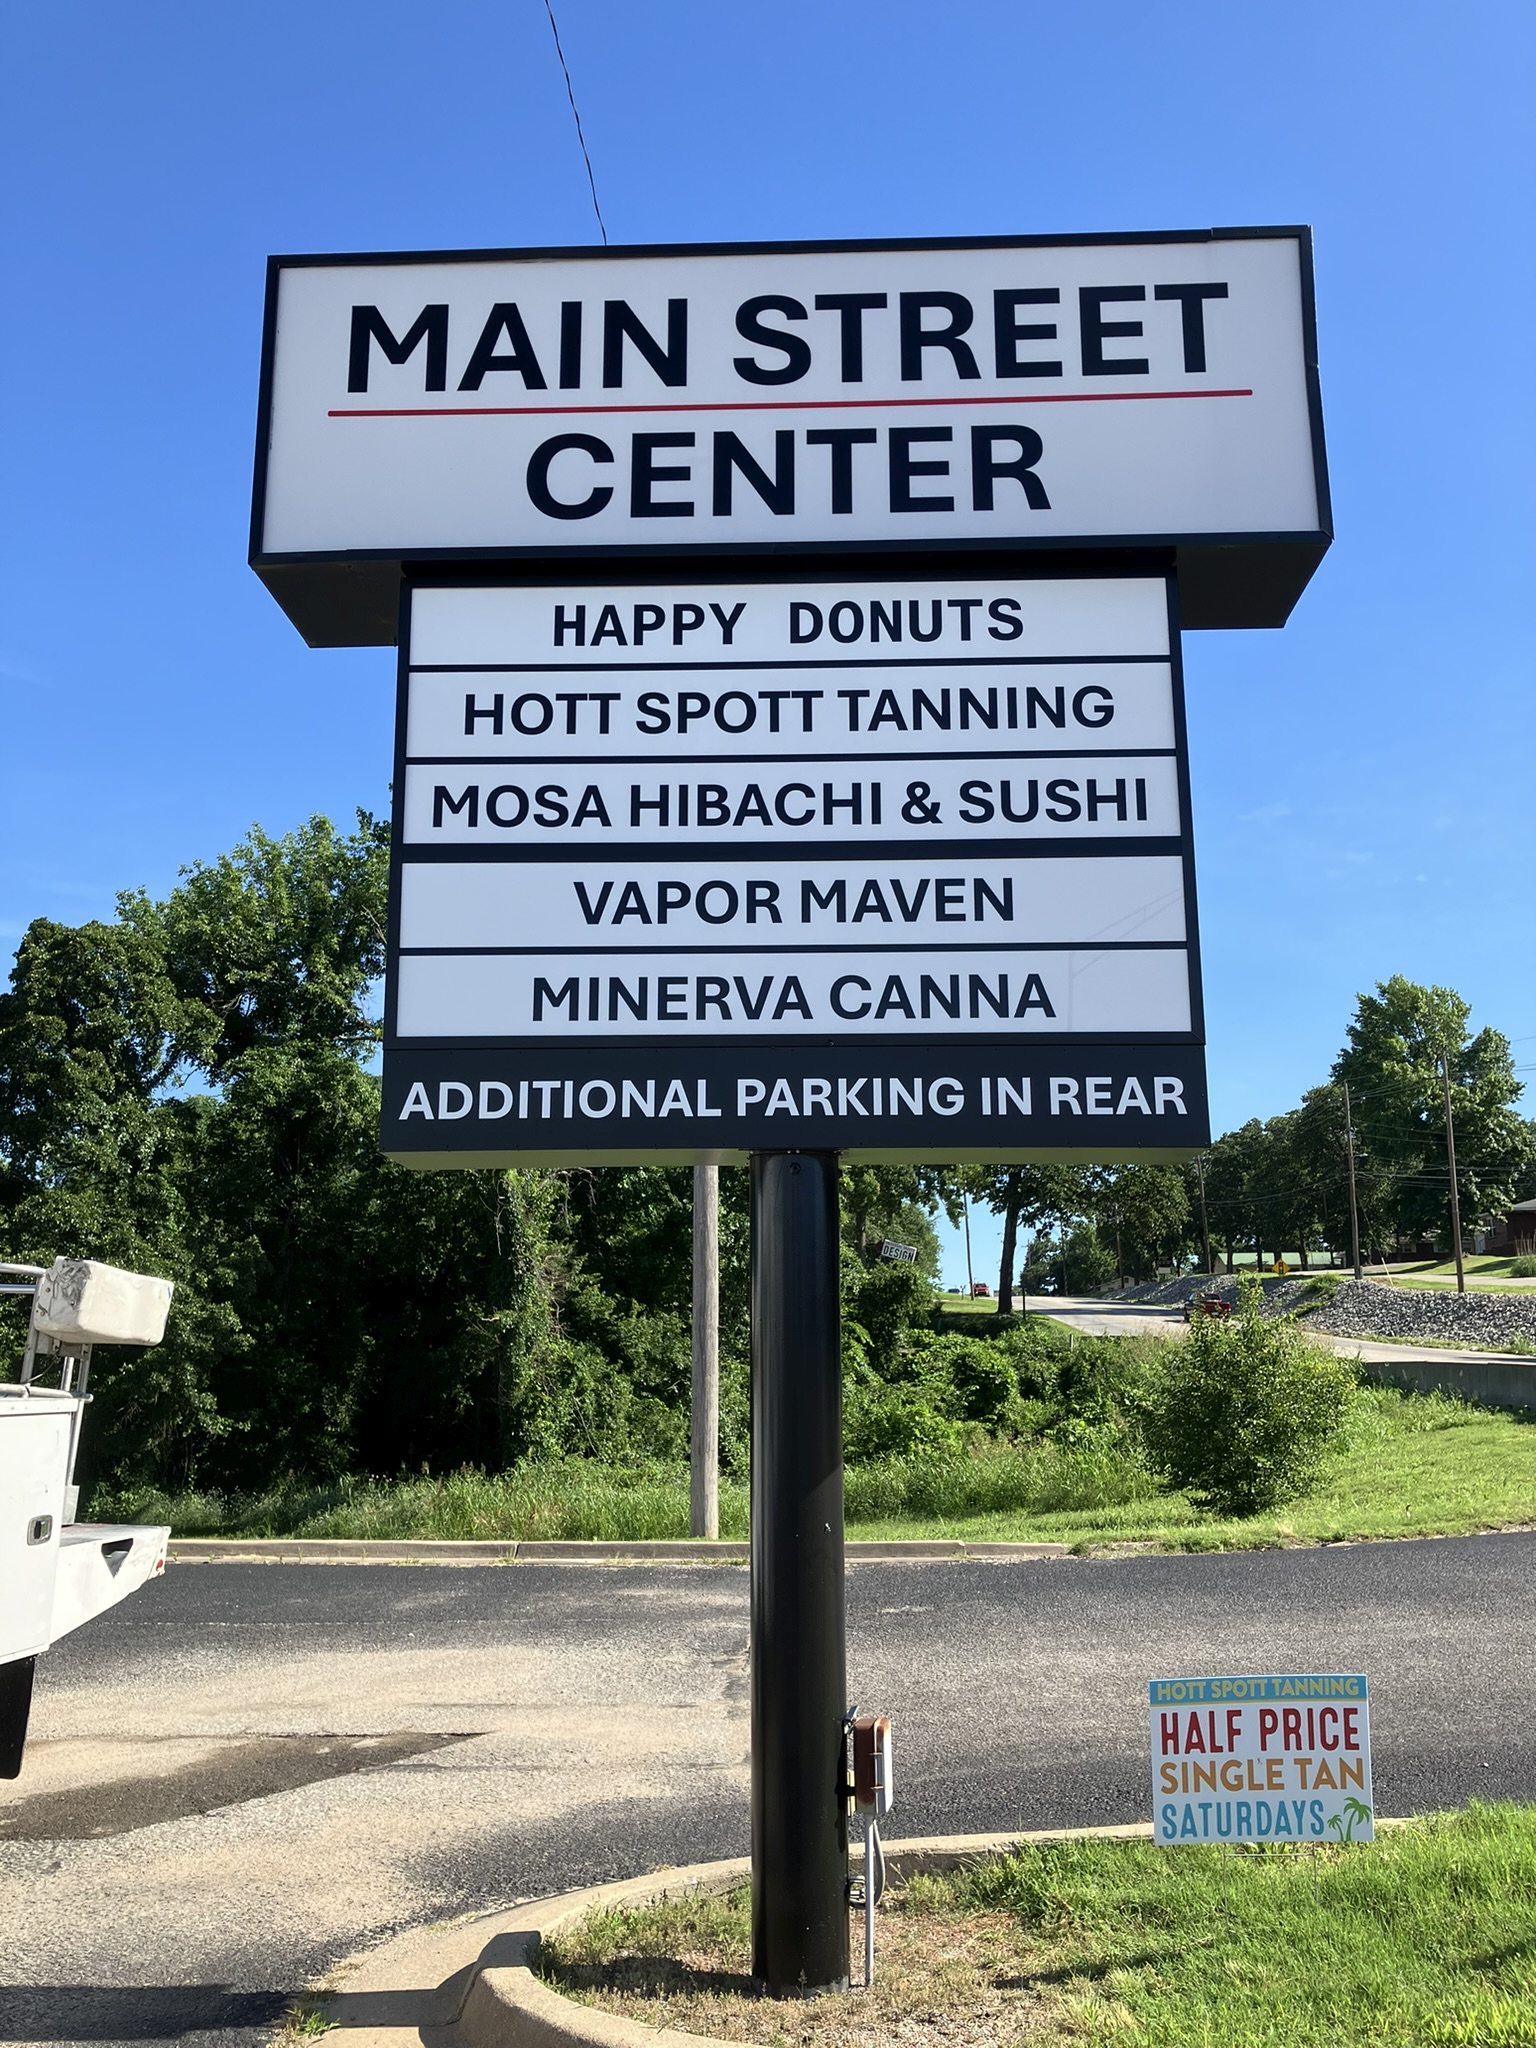 MAIN STREET
CENTER
HAPPY DONUTS
HOTT SPOTT TANNING
MOSA HIBACHI & SUSHI
VAPOR MAVEN
MINERVA CANNA
ADDITIONAL PARKING IN REAR
DESIGN
HOTT SPOTT TANNING
HALF PRICE
SINGLE TAN
SATURDAYS